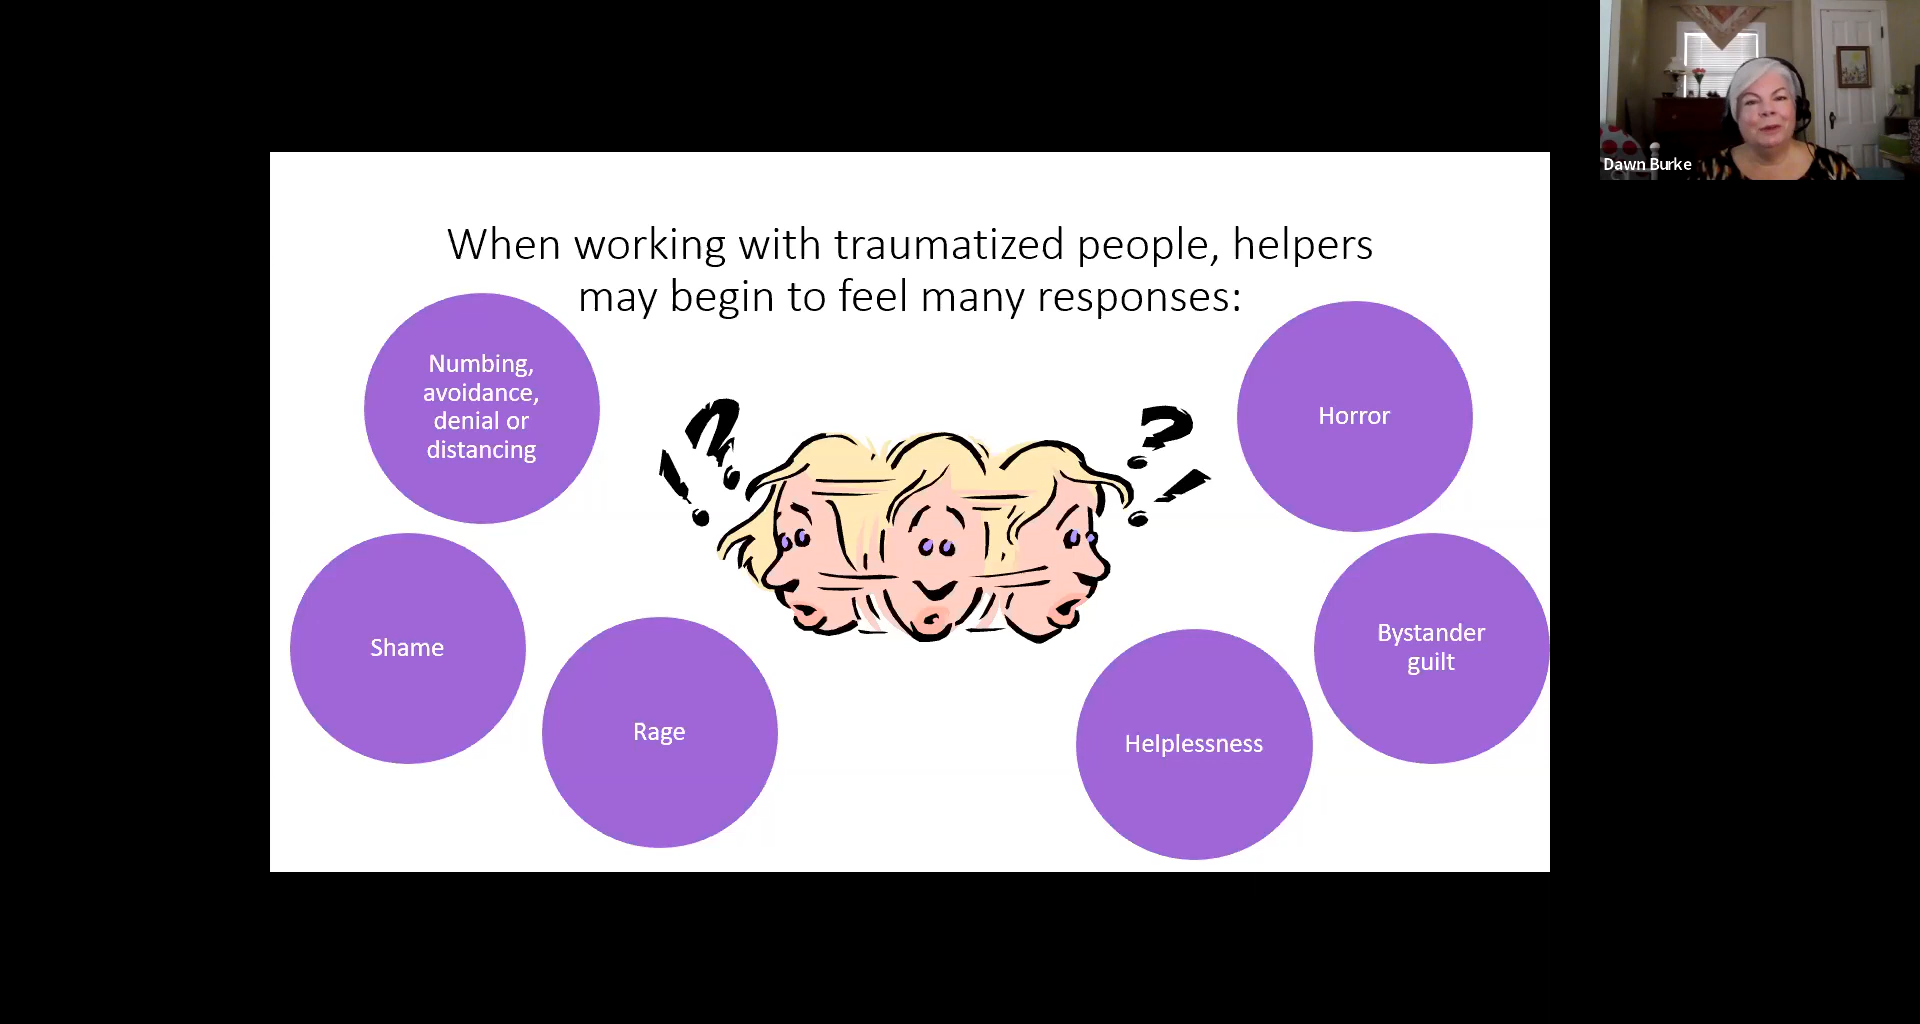 When working with traumatized people, helpers
may begin to feel many responses:
Numbing,
avoidance,
denial or
distancing
Horror
Shame
Bystander
guilt
Rage
Helplessness
Dawn Burke